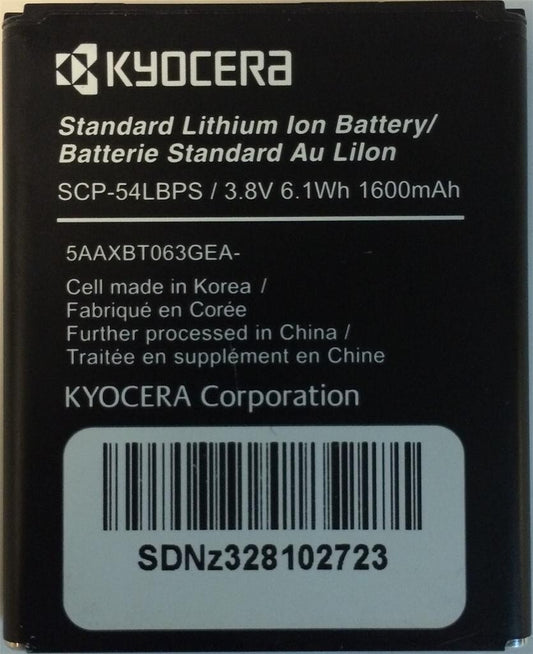 KYOCERA
Standard Lithium Ion Battery/
Batterie Standard Au LiIon
SCP-54LBPS / 3.8V 6.1Wh 1600mAh
5AAXBT063GEA-
Cell made in Korea /
Fabriqué en Corée
Further processed in China /
Traitée en supplément en Chine
KYOCERA Corporation
SDNz328102723